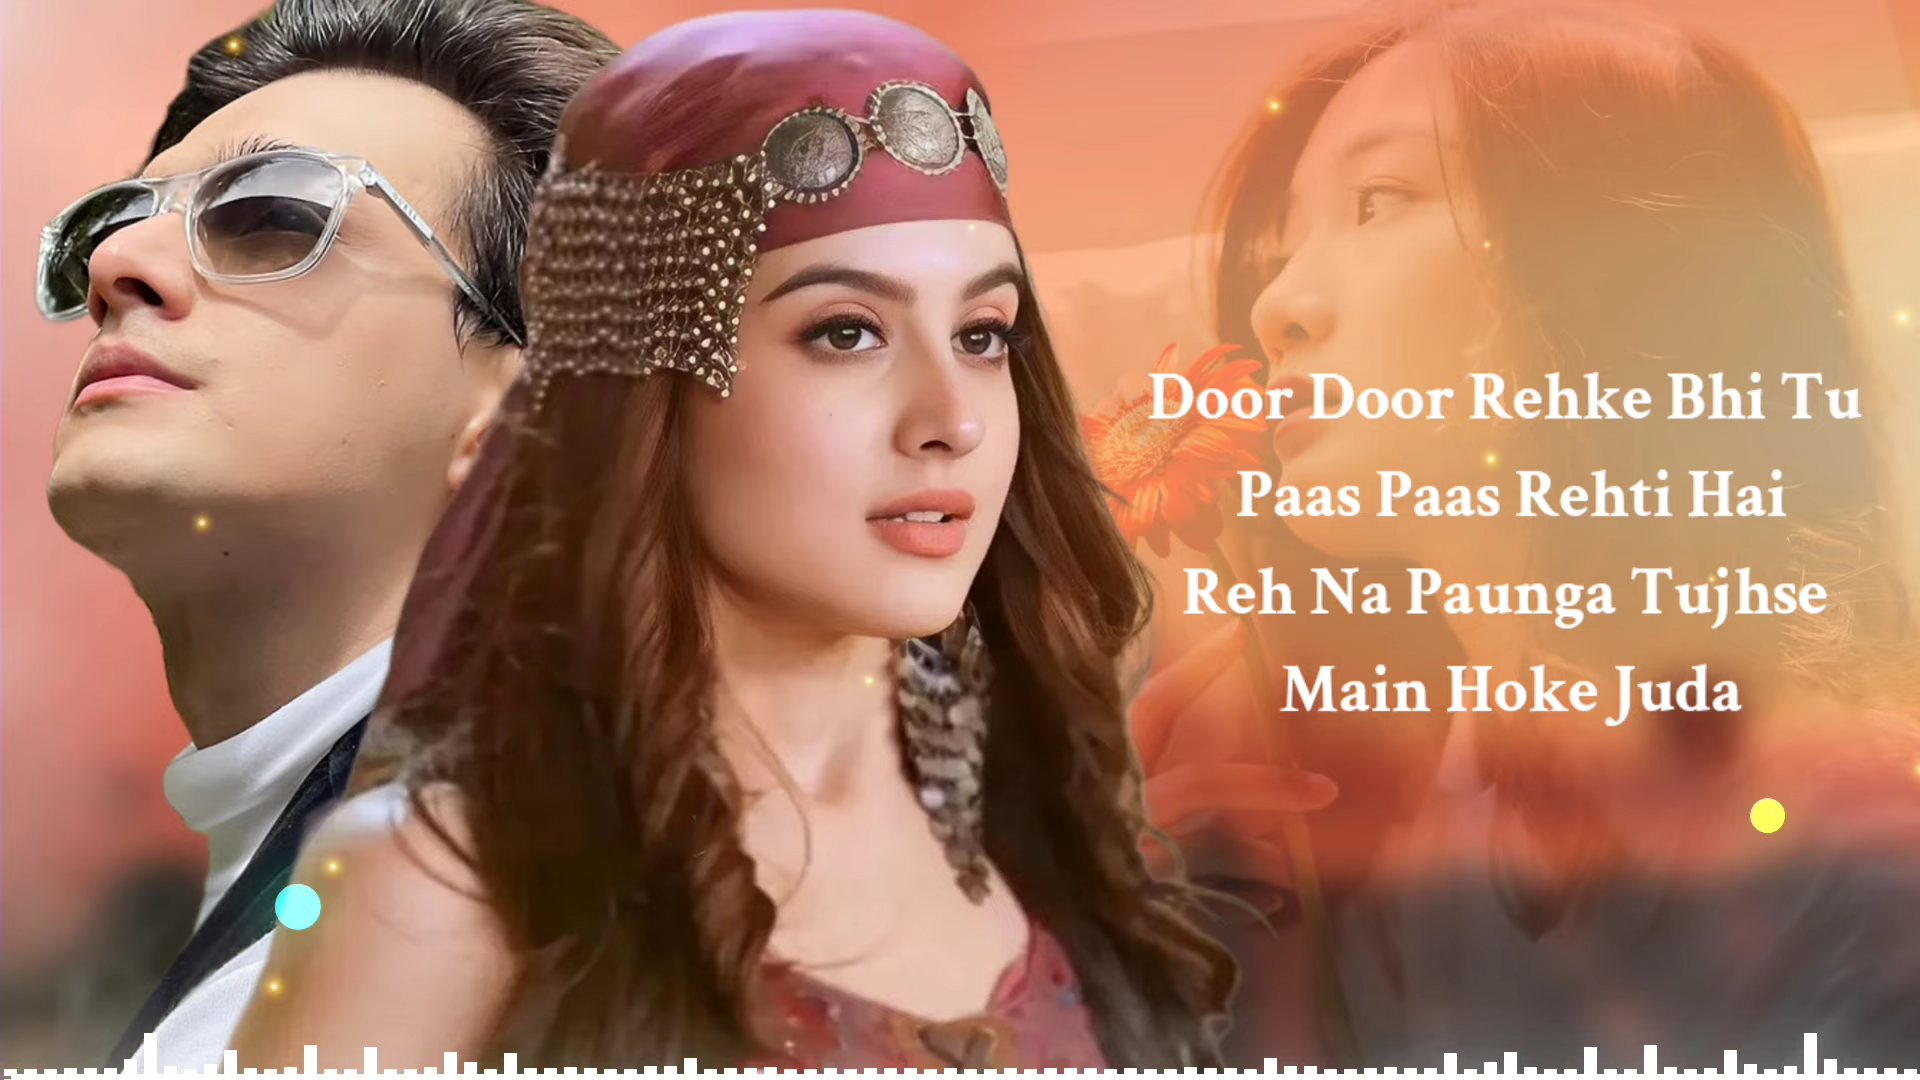 Door Door Rehke Bhi Tu
Paas Paas Rehti Hai
Reh Na Paunga Tujhse
Main Hoke Juda